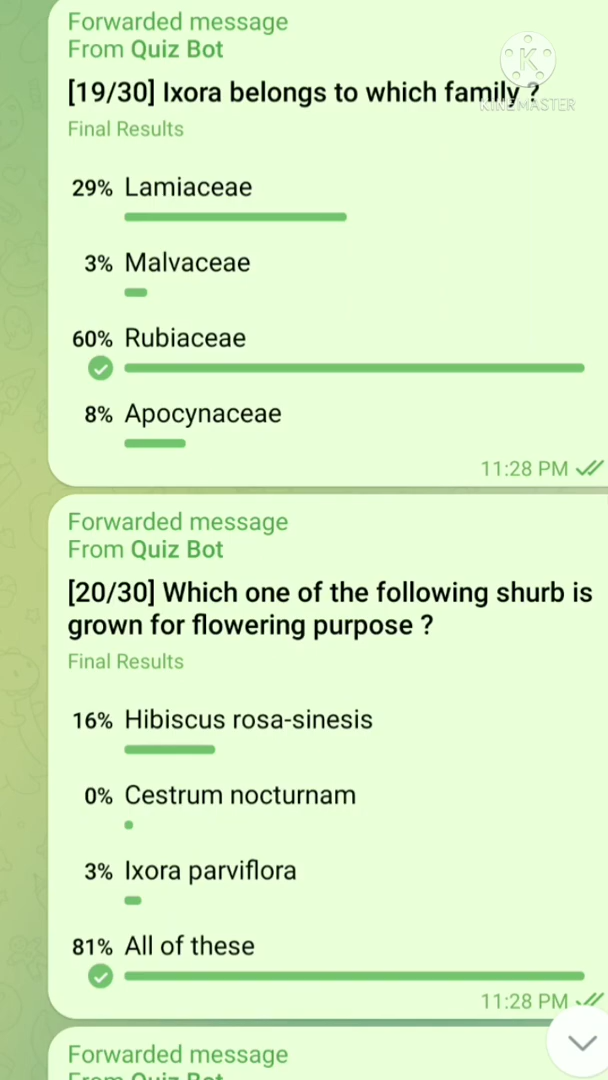 Forwarded message
From Quiz Bot
[19/30] Ixora belongs to which family ?
K
KINEMASTER
Final Results
29% Lamiaceae
3% Malvaceae
60% Rubiaceae
8% Apocynaceae
11:28 PM
Forwarded message
From Quiz Bot
[20/30] Which one of the following shurb is
grown for flowering purpose ?
Final Results
16% Hibiscus rosa-sinesis
0% Cestrum nocturnam
3% Ixora parviflora
81% All of these
11:28 PM
Forwarded message
From Quiz Bot